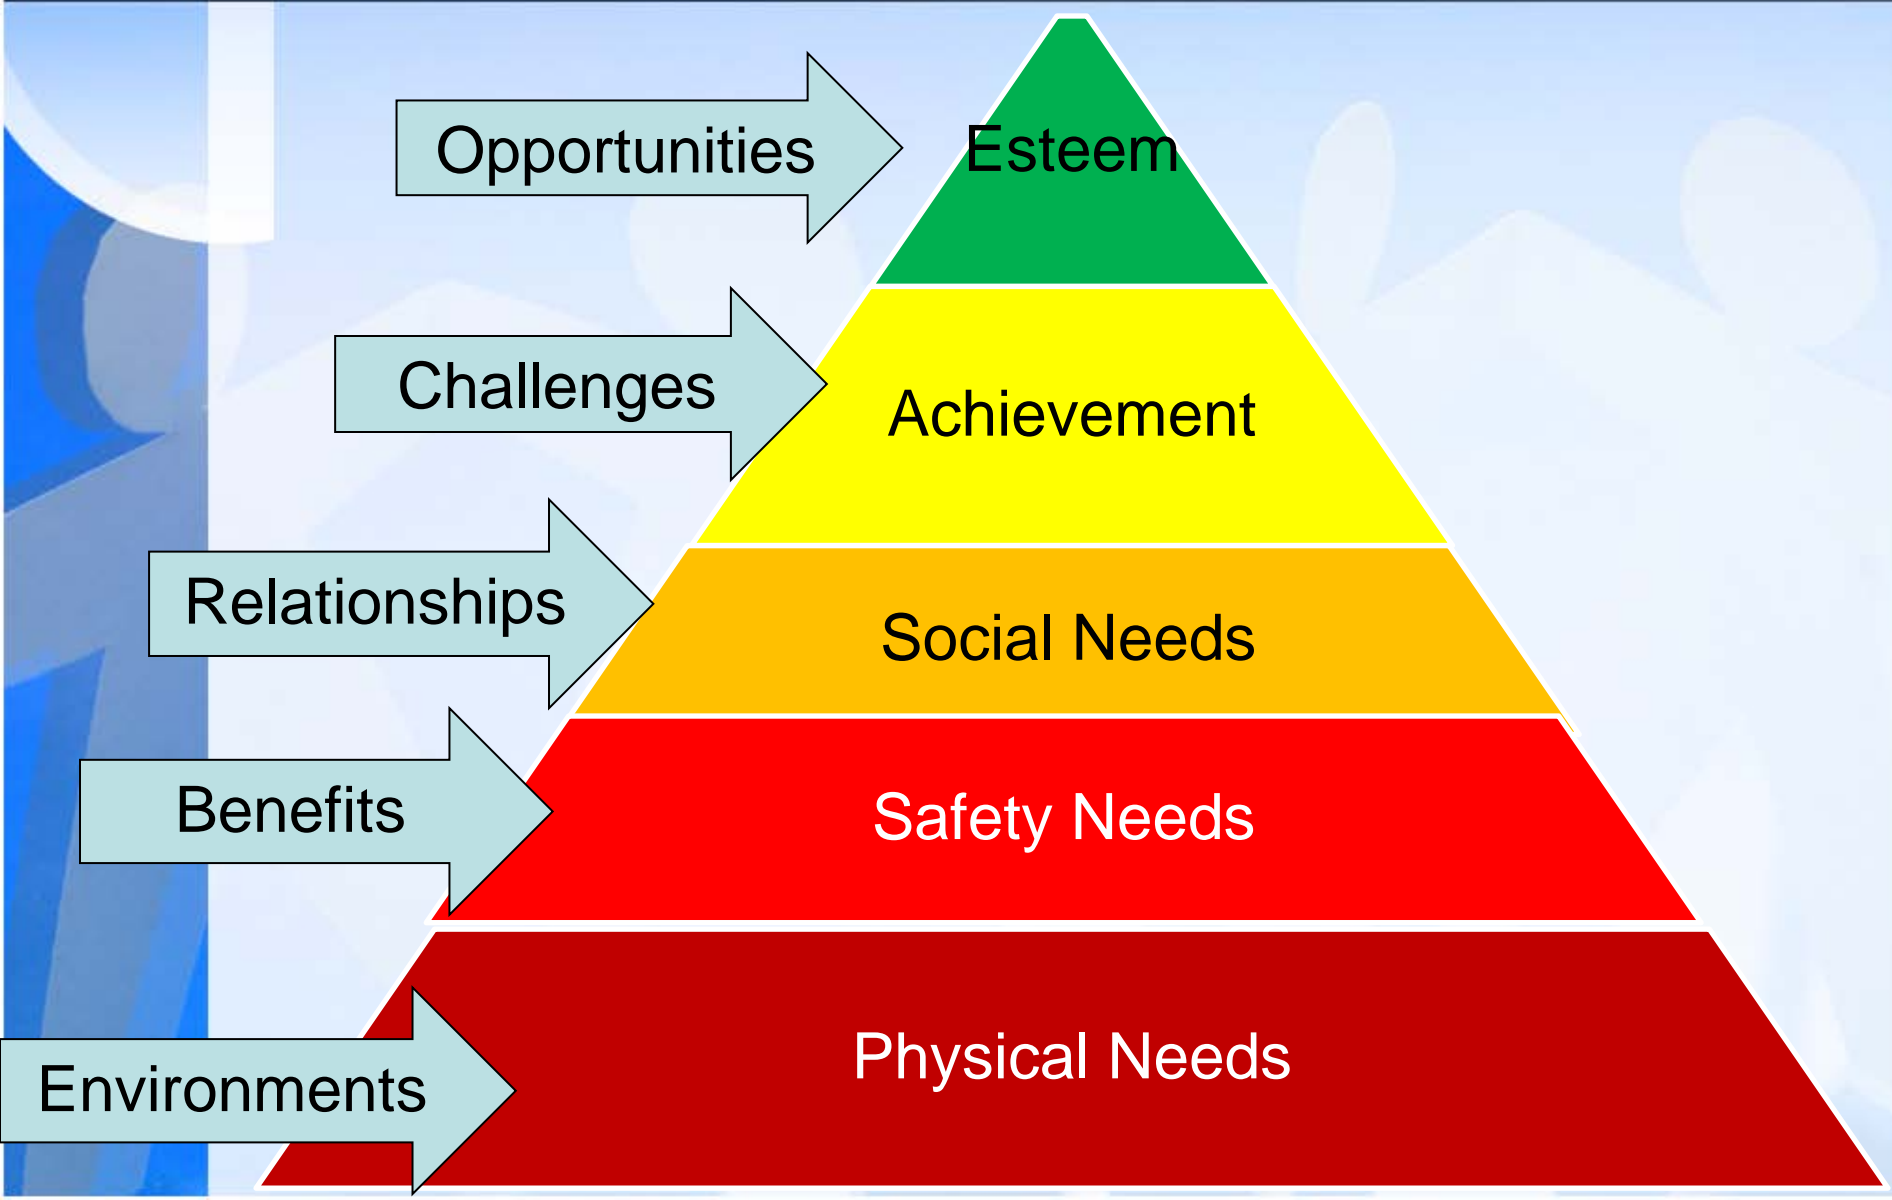 Opportunities
Esteem
Challenges
Achievement
Relationships
Social Needs
Benefits
Safety Needs
Environments
Physical Needs